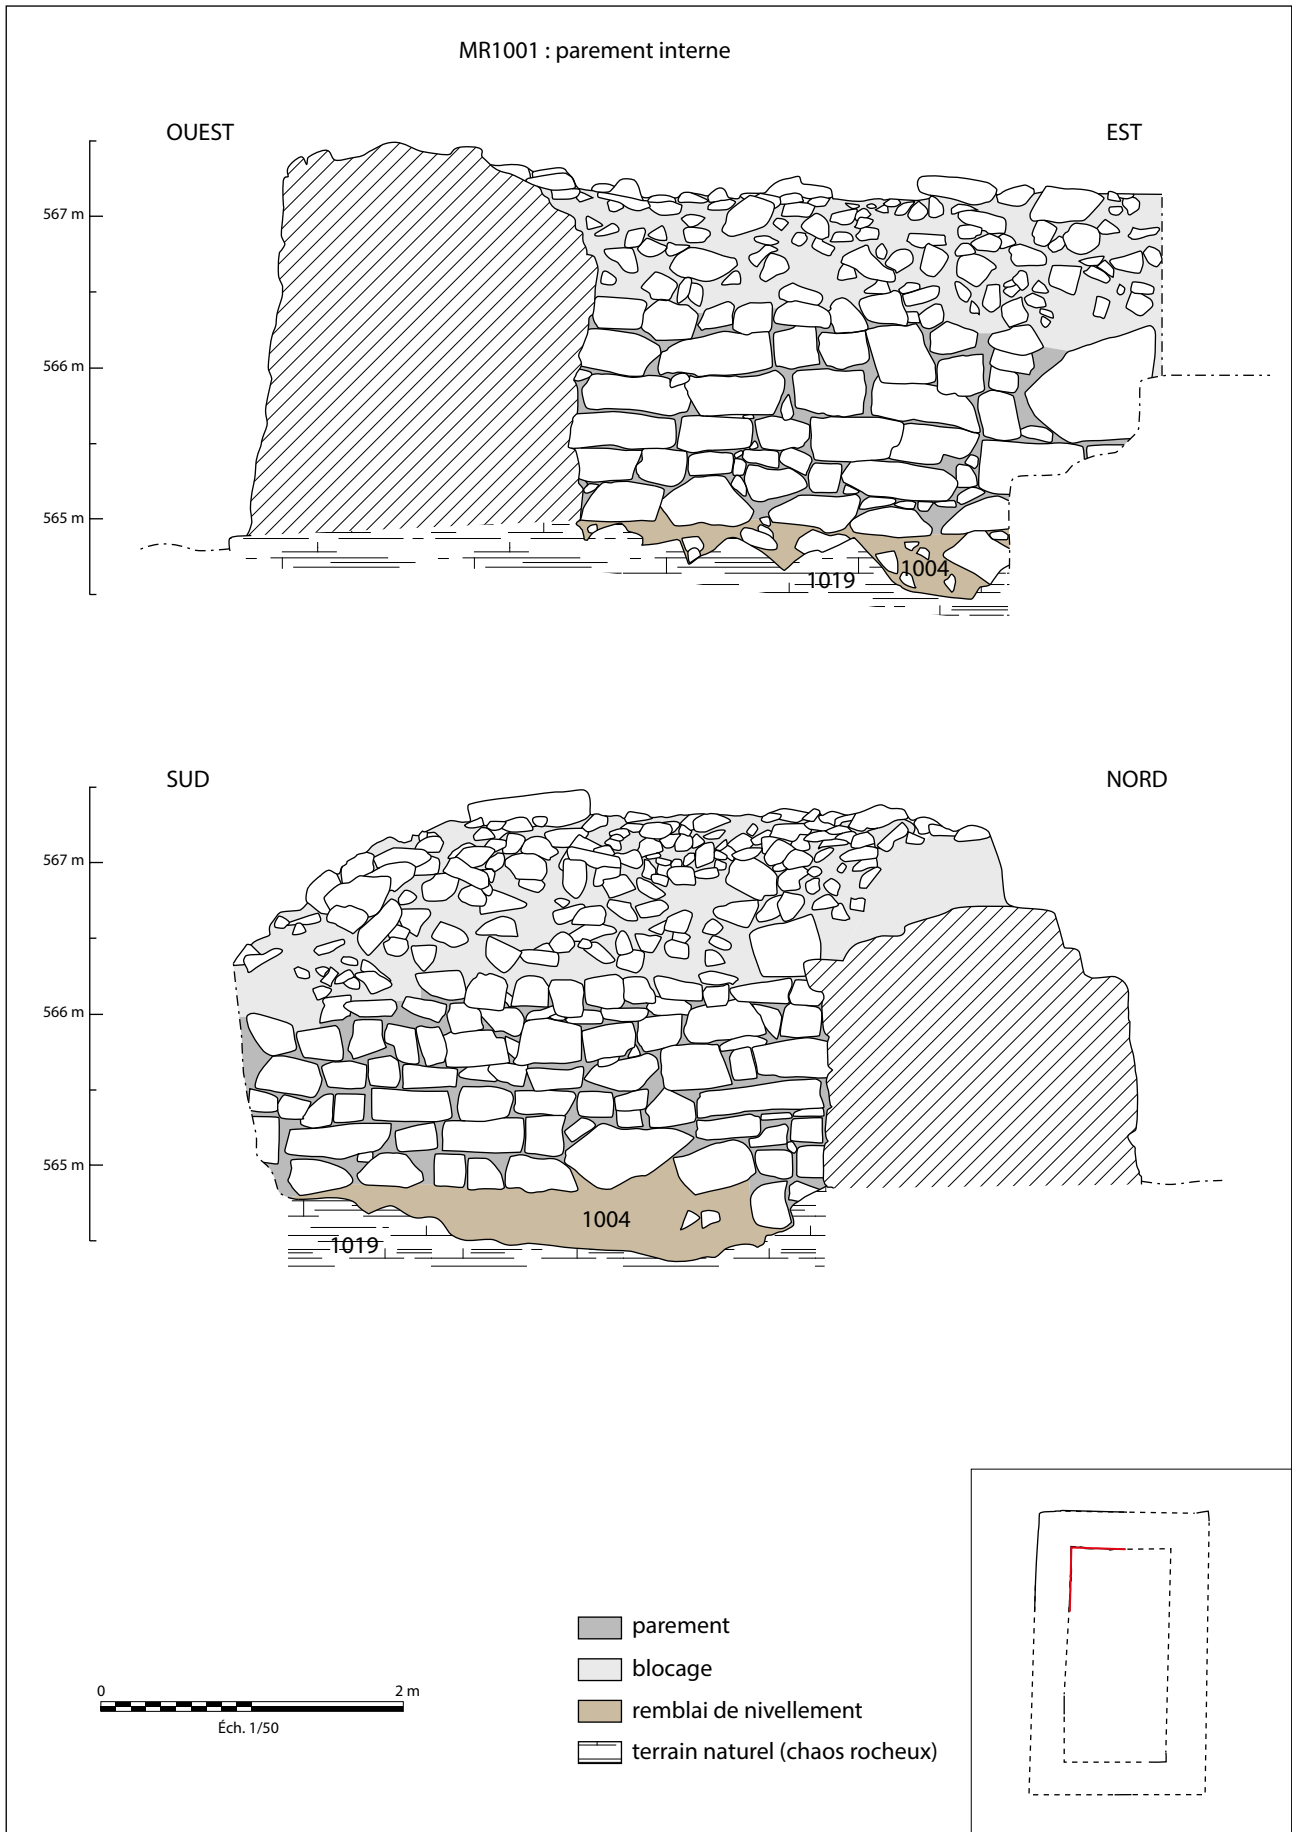 MR1001 : parement interne
OUEST
EST
567 m
566 m
565 m
1019
1004
SUD
NORD
567 m
566 m
565 m
1004
1019
0
2 m
Éch. 1/50
parement
blocage
remblai de nivellement
terrain naturel (chaos rocheux)